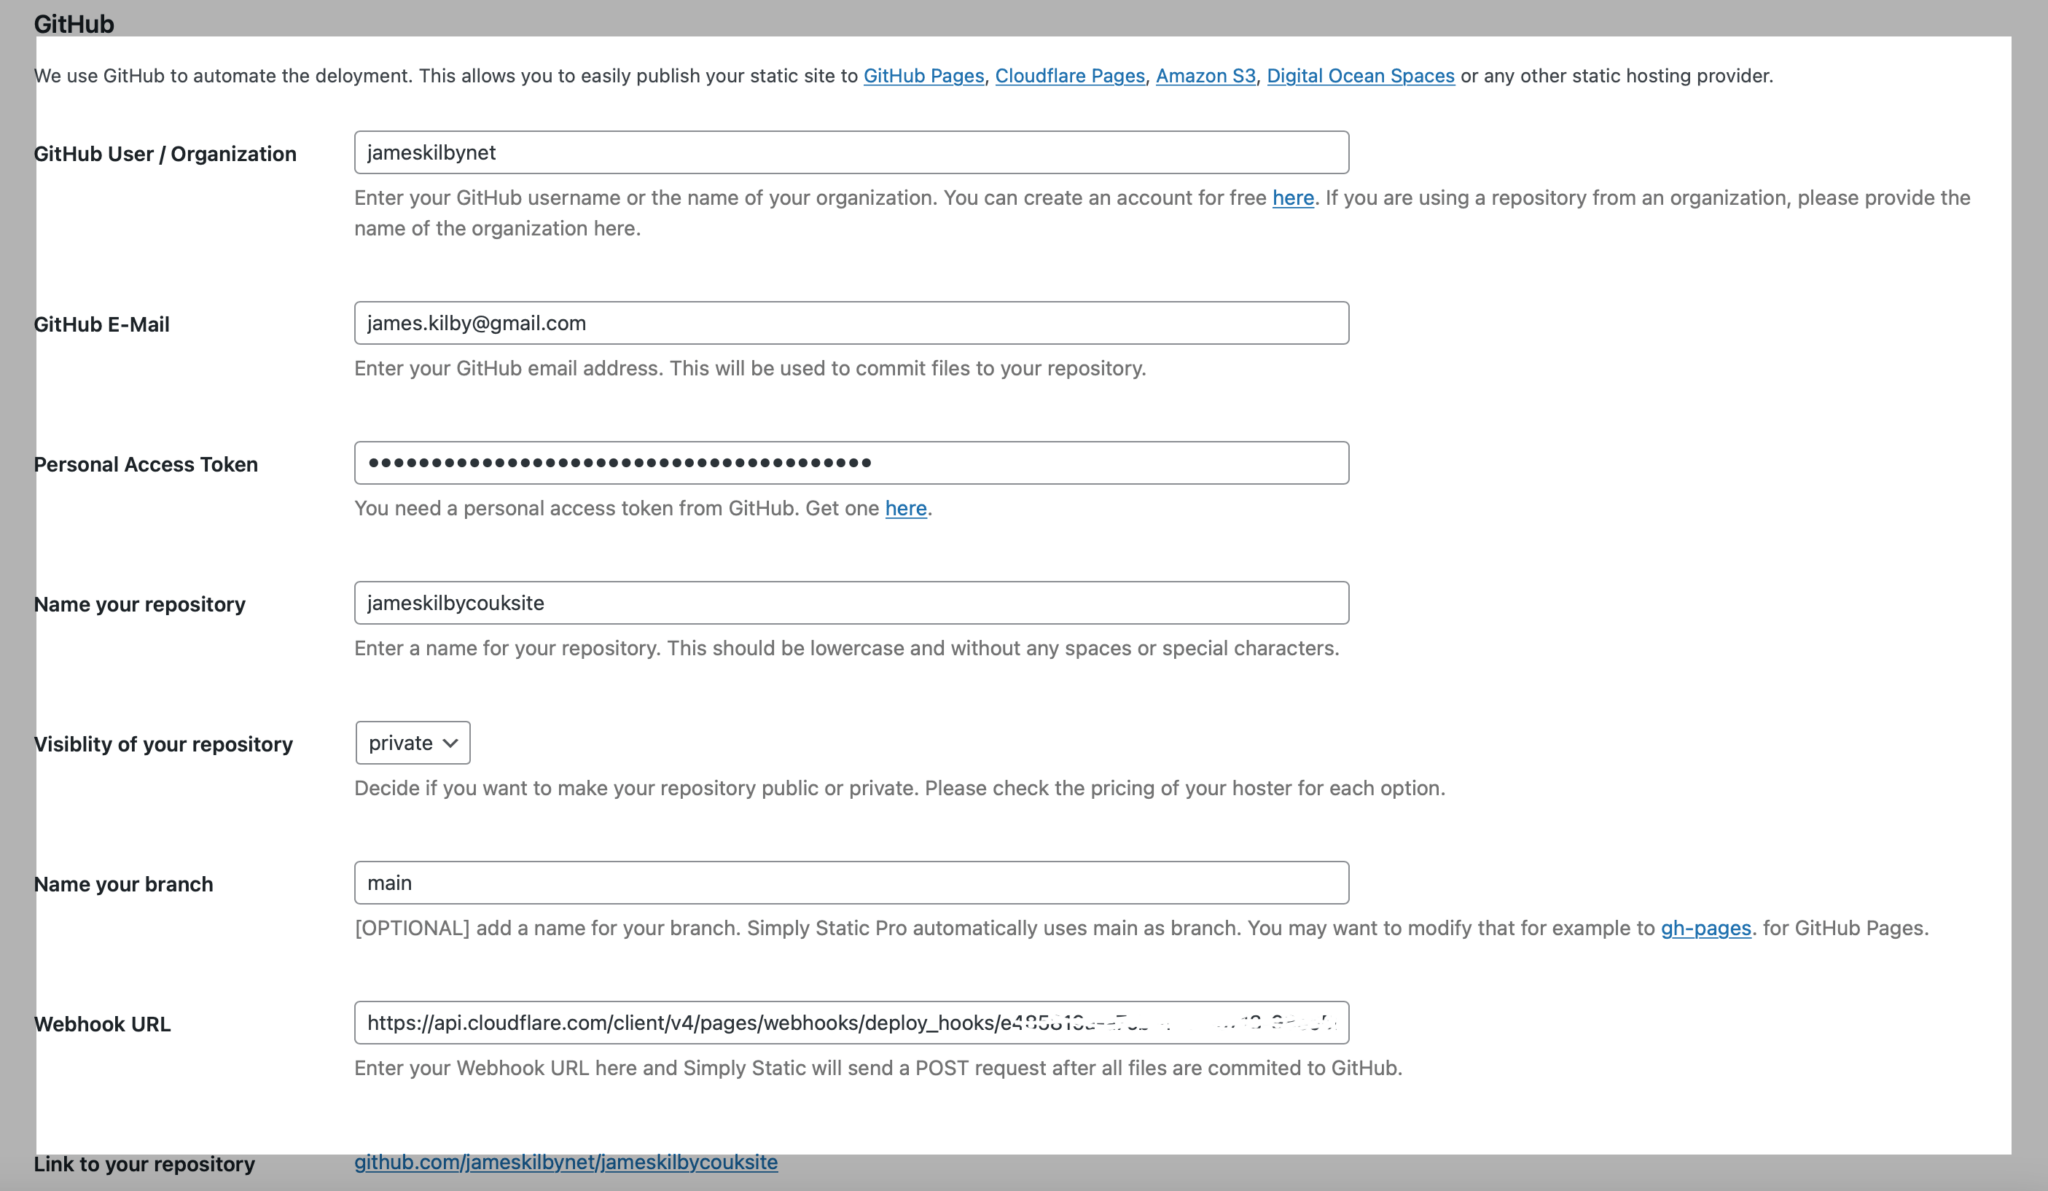 GitHub
We use GitHub to automate the deloyment. This allows you to easily publish your static site to GitHub Pages, Cloudflare Pages, Amazon S3, Digital Ocean Spaces or any other static hosting provider.
GitHub User / Organization
jameskilbynet
Enter your GitHub username or the name of your organization. You can create an account for free here. If you are using a repository from an organization, please provide the
name of the organization here.
GitHub E-Mail
james.kilby@gmail.com
Enter your GitHub email address. This will be used to commit files to your repository.
Personal Access Token
••••••••••••••••••••••••••••••••••••••••
You need a personal access token from GitHub. Get one here.
Name your repository
jameskilbycouksite
Enter a name for your repository. This should be lowercase and without any spaces or special characters.
Visiblity of your repository
private
Decide if you want to make your repository public or private. Please check the pricing of your hoster for each option.
Name your branch
main
[OPTIONAL] add a name for your branch. Simply Static Pro automatically uses main as branch. You may want to modify that for example to gh-pages. for GitHub Pages.
Webhook URL
https://api.cloudflare.com/client/v4/pages/webhooks/deploy_hooks/
Enter your Webhook URL here and Simply Static will send a POST request after all files are commited to GitHub.
Link to your repository
github.com/jameskilbynet/jameskilbycouksite